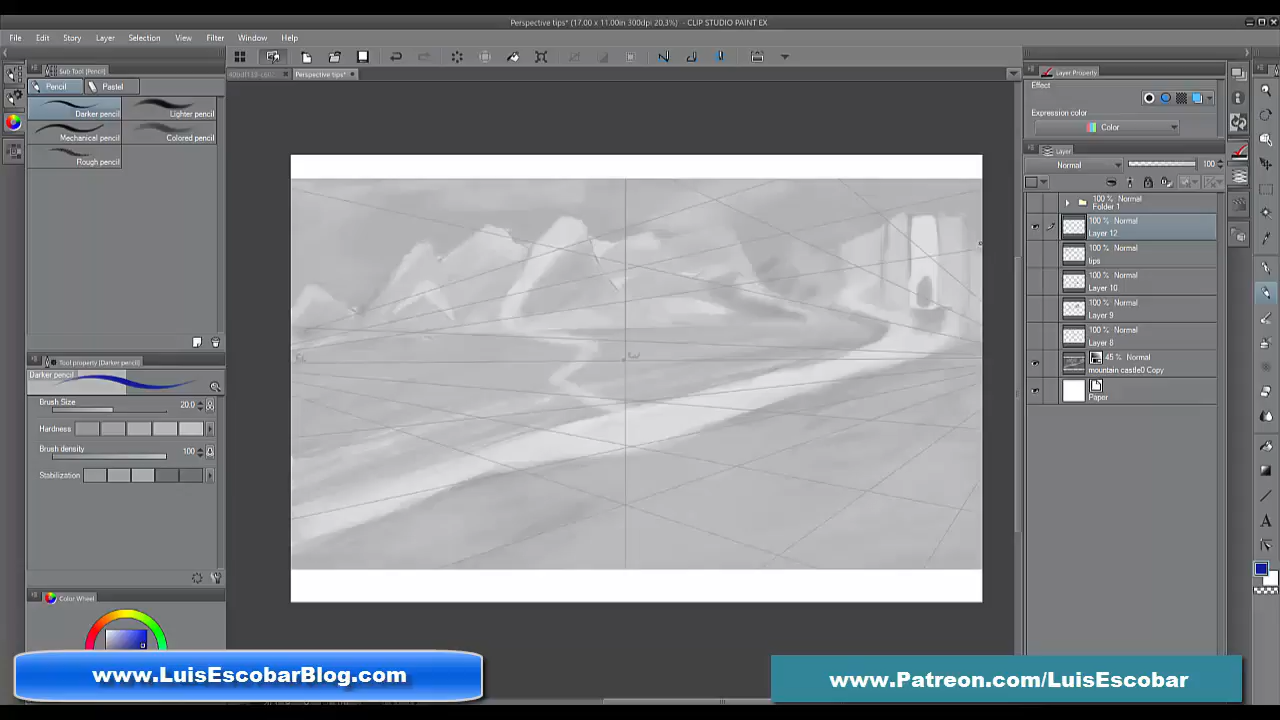 Perspective tips* (17.00 x 11.00in 300dpi 20.3%) - CLIP STUDIO PAINT EX
File Edit Story Layer Selection View Filter Window Help
Perspective tips*
Sub Tool [Pencil]
Pencil Pastel
Darker pencil Lighter pencil
Mechanical pencil Colored pencil
Rough pencil
Tool property [Darker pencil]
Darker pencil
Brush Size 20.0
Hardness
Brush density 100
Stabilization
Color Wheel
Layer Property
Effect
Expression color
Color
Layer
Normal 100
100 % Normal
Folder 1
100 % Normal
Layer 12
100 % Normal
tips
100 % Normal
Layer 10
100 % Normal
Layer 9
100 % Normal
Layer 8
45 % Normal
mountain castle0 Copy
Paper
www.LuisEscobarBlog.com
www.Patreon.com/LuisEscobar